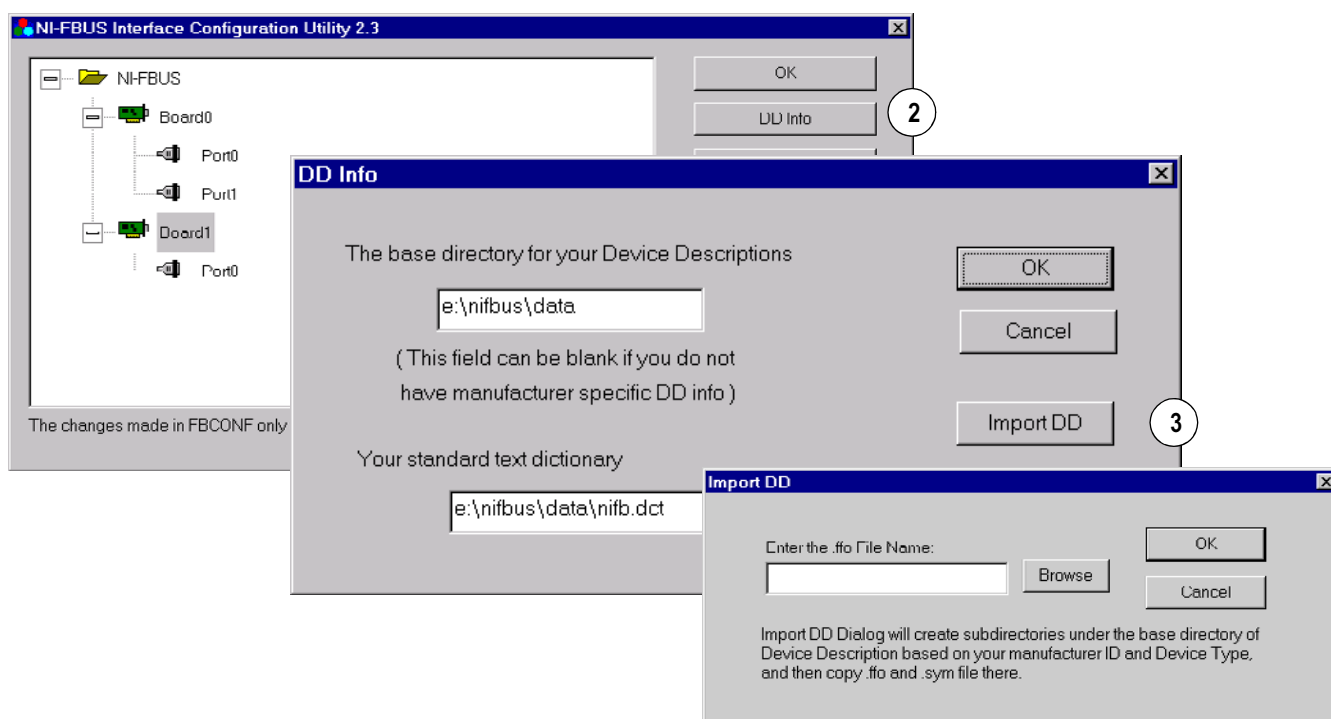 NI-FBUS Interface Configuration Utility 2.3
NI-FBUS
Board0
Port0
Port1
Board1
Port0
The changes made in FBCONF only
OK
DD Info
2
DD Info
The base directory for your Device Descriptions
e:\nifbus\data
(This field can be blank if you do not
have manufacturer specific DD info)
Your standard text dictionary
e:\nifbus\data\nifb.dct
OK
Cancel
Import DD
3
Import DD
Enter the .ffo File Name:
Browse
OK
Cancel
Import DD Dialog will create subdirectories under the base directory of
Device Description based on your manufacturer ID and Device Type,
and then copy .ffo and .sym file there.